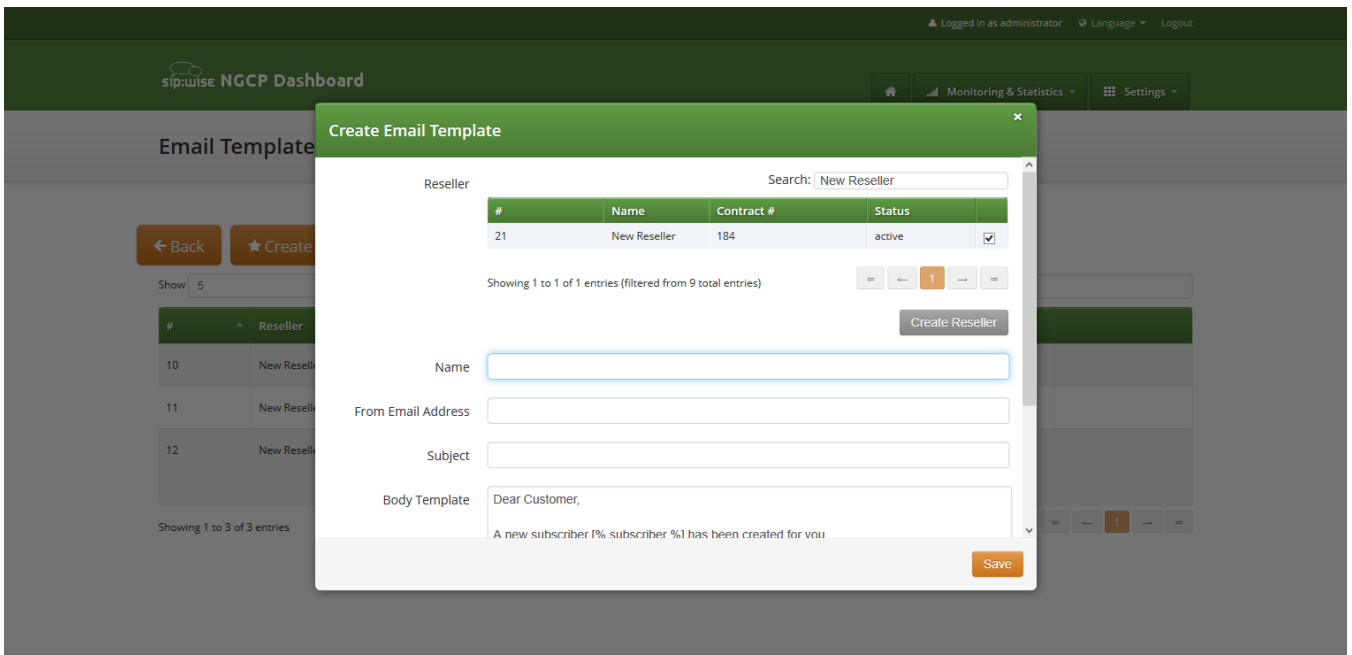 Logged in as administrator Language Logout
sip:wise NGCP Dashboard
Monitoring & Statistics Settings
Email Template
Back Create
Show 5
# Reseller
10 New Resell
11 New Resell
12 New Resell
Showing 1 to 3 of 3 entries
1
Create Email Template ×
Reseller
Search: New Reseller
# Name Contract # Status
21 New Reseller 184 active
Showing 1 to 1 of 1 entries (filtered from 9 total entries)
⇐ ← 1 → ⇒
Create Reseller
Name
From Email Address
Subject
Body Template
Dear Customer,
A new subscriber [% subscriber %] has been created for you
Save